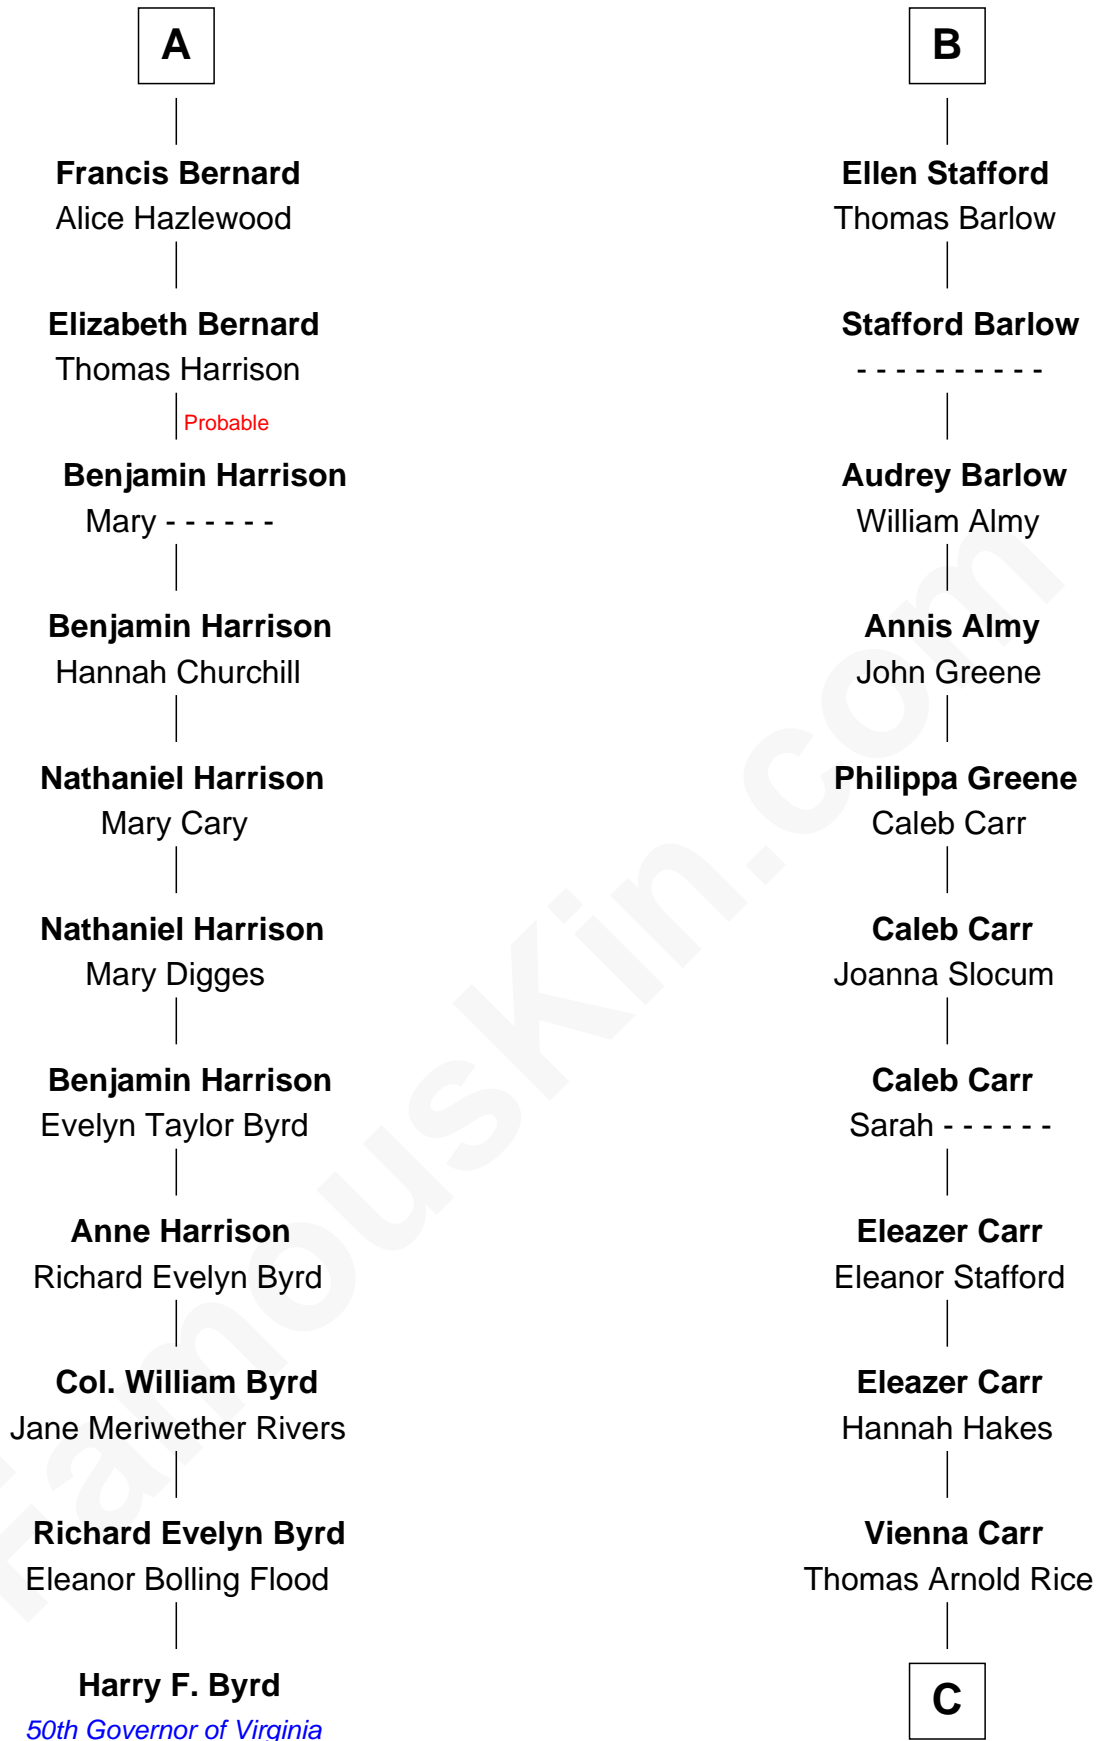 A
Francis Bernard
Alice Hazlewood
Elizabeth Bernard
Thomas Harrison
Probable
Benjamin Harrison
Mary - - - - - -
Benjamin Harrison
Hannah Churchill
Nathaniel Harrison
Mary Cary
Nathaniel Harrison
Mary Digges
Benjamin Harrison
Evelyn Taylor Byrd
Anne Harrison
Richard Evelyn Byrd
Col. William Byrd
Jane Meriwether Rivers
Richard Evelyn Byrd
Eleanor Bolling Flood
Harry F. Byrd
50th Governor of Virginia
B
Ellen Stafford
Thomas Barlow
Stafford Barlow
- - - - - - - - - -
Audrey Barlow
William Almy
Annis Almy
John Greene
Philippa Greene
Caleb Carr
Caleb Carr
Joanna Slocum
Caleb Carr
Sarah - - - - - -
Eleazer Carr
Eleanor Stafford
Eleazer Carr
Hannah Hakes
Vienna Carr
Thomas Arnold Rice
C
FamousKin.com